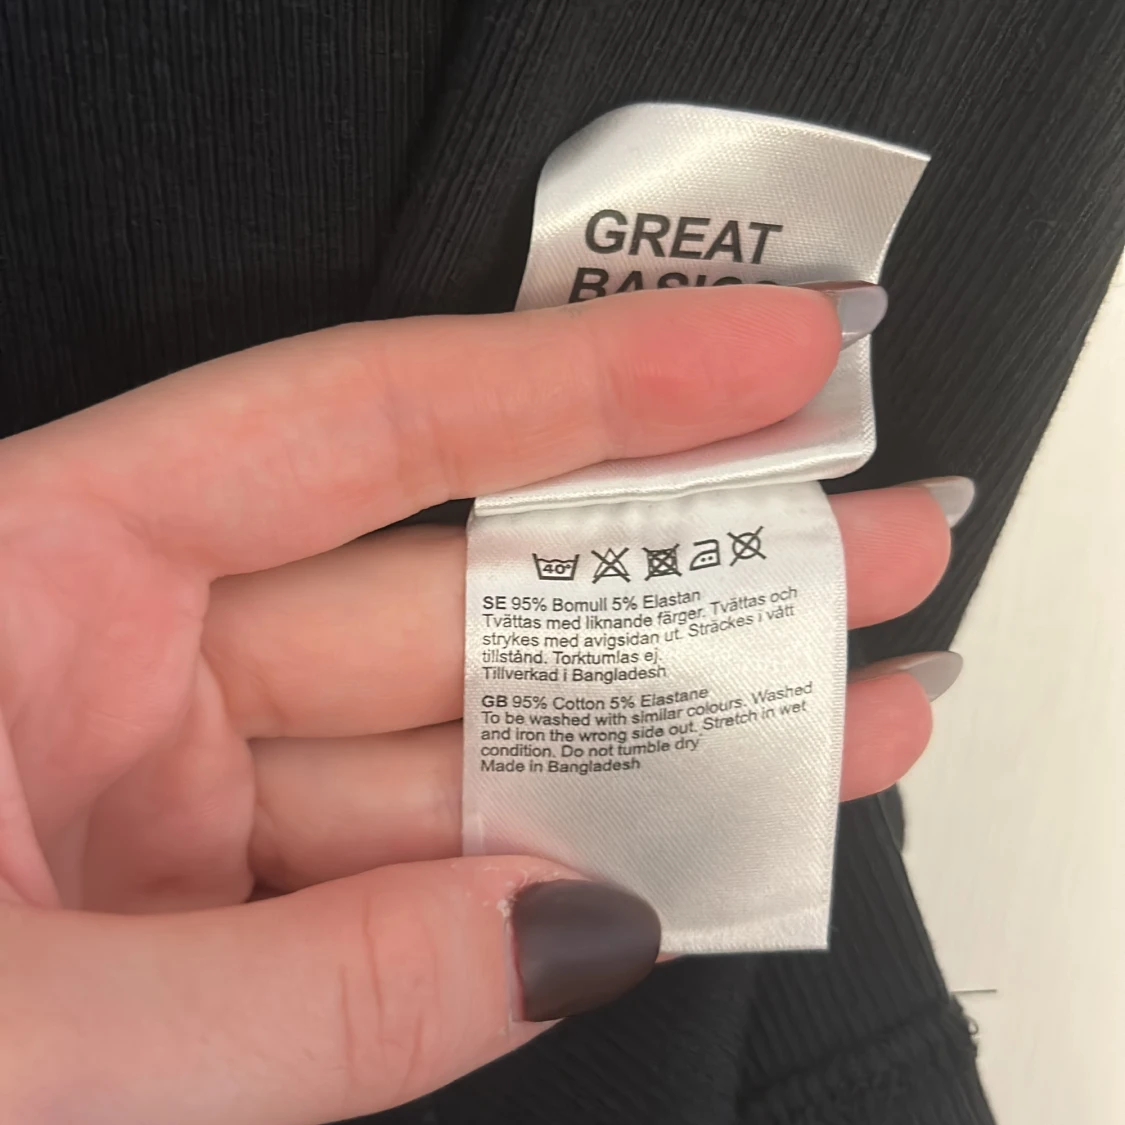 GREAT
BASICS
40°
SE 95% Bomull 5% Elastan
Tvättas med liknande färger. Tvättas och
strykes med avigsidan ut. Sträckes i vått
tillstånd. Torktumlas ej.
Tillverkad i Bangladesh
GB 95% Cotton 5% Elastane
To be washed with similar colours. Washed
and iron the wrong side out. Stretch in wet
condition. Do not tumble dry
Made in Bangladesh